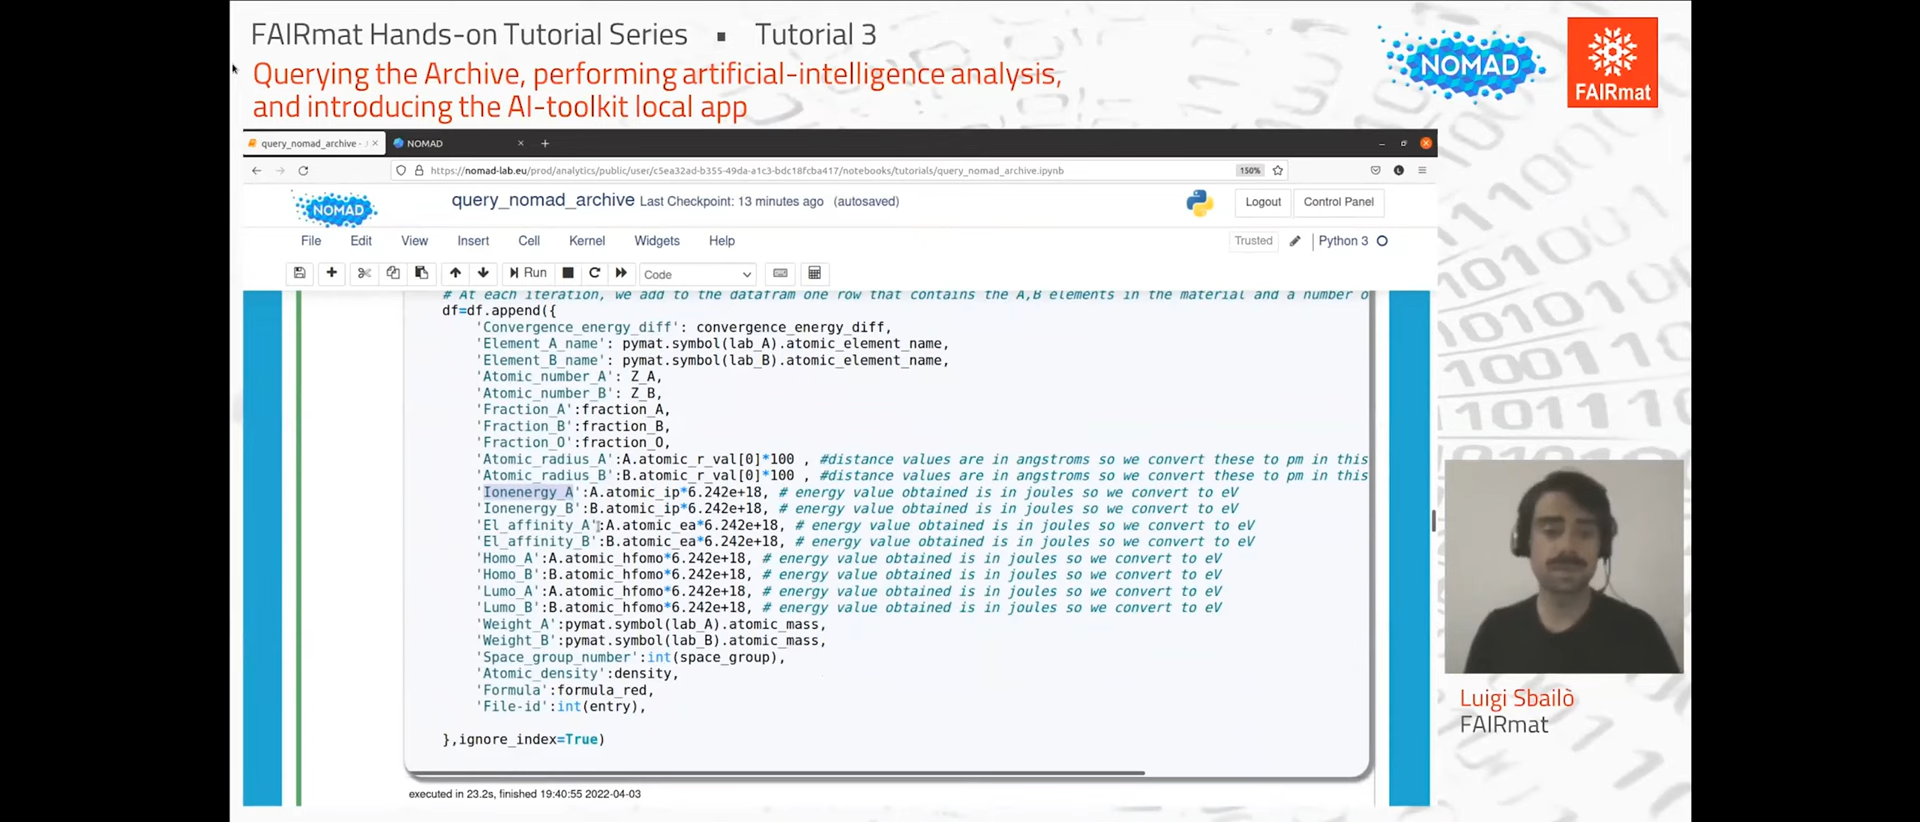 FAIRmat Hands-on Tutorial Series ▪ Tutorial 3
Querying the Archive, performing artificial-intelligence analysis,
and introducing the AI-toolkit local app
NOMAD
FAIRmat
query_nomad_archive -
NOMAD
https://nomad-lab.eu/prod/analytics/public/user/c5ea32ad-b355-49da-a1c3-bdc18fcba417/notebooks/tutorials/query_nomad_archive.ipynb
150%
NOMAD
query_nomad_archive Last Checkpoint: 13 minutes ago (autosaved)
Logout
Control Panel
File Edit View Insert Cell Kernel Widgets Help
Trusted
Python 3
Run
Code
# At each iteration, we add to the datafram one row that contains the A,B elements in the material and a number o
df=df.append({
'Convergence_energy_diff': convergence_energy_diff,
'Element_A_name': pymat.symbol(lab_A).atomic_element_name,
'Element_B_name': pymat.symbol(lab_B).atomic_element_name,
'Atomic_number_A': Z_A,
'Atomic_number_B': Z_B,
'Fraction_A':fraction_A,
'Fraction_B':fraction_B,
'Fraction_O':fraction_O,
'Atomic_radius_A':A.atomic_r_val[0]*100 , #distance values are in angstroms so we convert these to pm in this
'Atomic_radius_B':B.atomic_r_val[0]*100 , #distance values are in angstroms so we convert these to pm in this
'Ionenergy_A':A.atomic_ip*6.242e+18, # energy value obtained is in joules so we convert to eV
'Ionenergy_B':B.atomic_ip*6.242e+18, # energy value obtained is in joules so we convert to eV
'El_affinity_A':A.atomic_ea*6.242e+18, # energy value obtained is in joules so we convert to eV
'El_affinity_B':B.atomic_ea*6.242e+18, # energy value obtained is in joules so we convert to eV
'Homo_A':A.atomic_hfomo*6.242e+18, # energy value obtained is in joules so we convert to eV
'Homo_B':B.atomic_hfomo*6.242e+18, # energy value obtained is in joules so we convert to eV
'Lumo_A':A.atomic_hfomo*6.242e+18, # energy value obtained is in joules so we convert to eV
'Lumo_B':B.atomic_hfomo*6.242e+18, # energy value obtained is in joules so we convert to eV
'Weight_A':pymat.symbol(lab_A).atomic_mass,
'Weight_B':pymat.symbol(lab_B).atomic_mass,
'Space_group_number':int(space_group),
'Atomic_density':density,
'Formula':formula_red,
'File-id':int(entry),
},ignore_index=True)
executed in 23.2s, finished 19:40:55 2022-04-03
Luigi Sbailò
FAIRmat